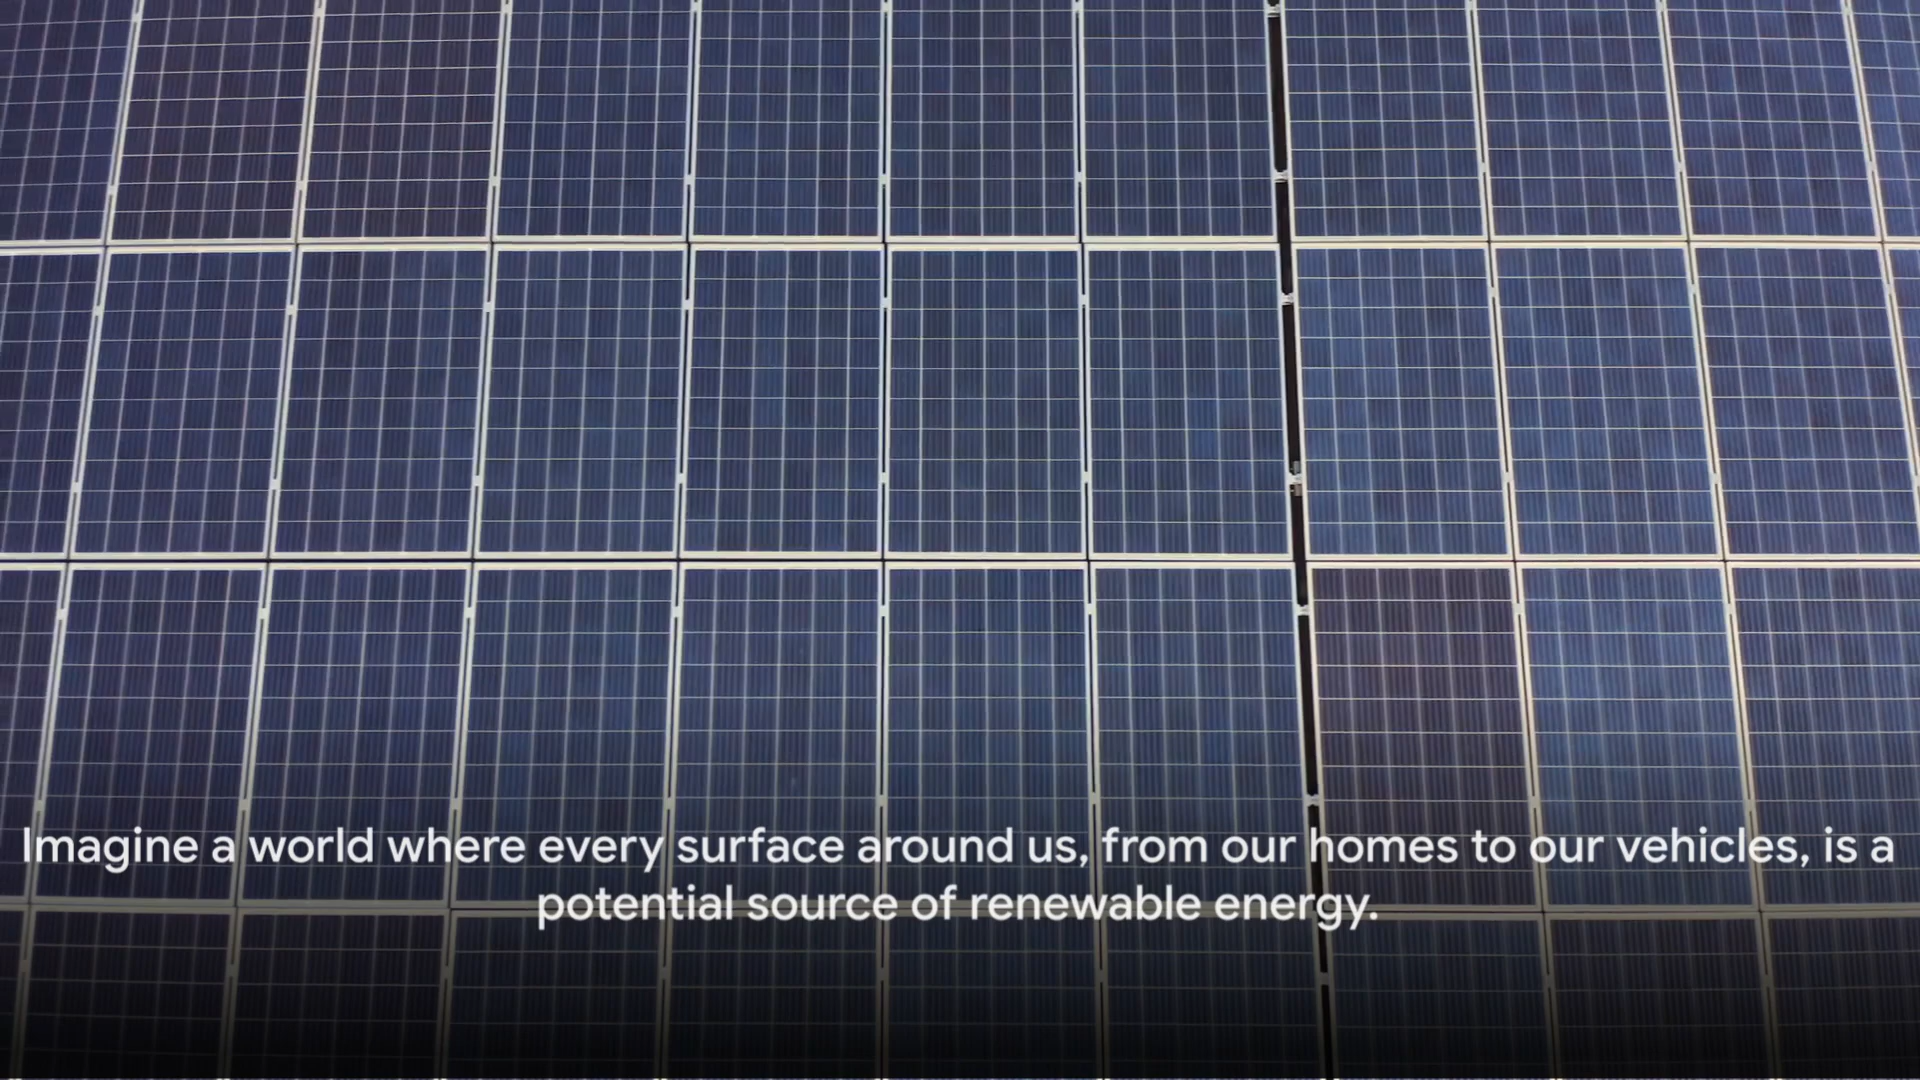 Imagine a world where every surface around us, from our homes to our vehicles, is a
potential source of renewable energy.